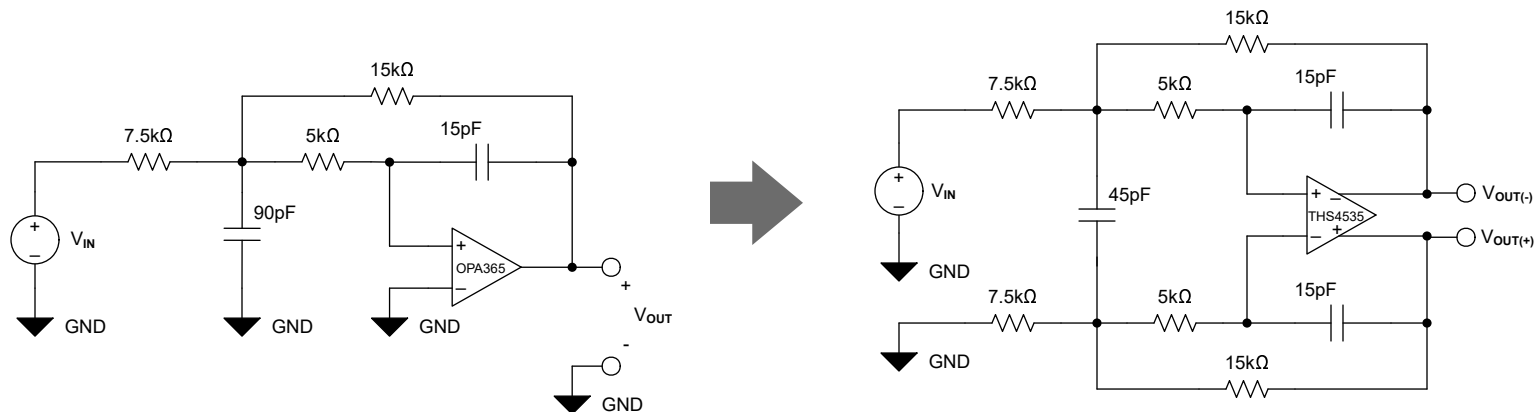 15kΩ
7.5kΩ
5kΩ
15pF
+
–
V_IN
90pF
+
OPA365
–
+
V_OUT
-
GND
GND
GND
GND
15kΩ
7.5kΩ
5kΩ
15pF
+
–
V_IN
GND
45pF
+ –
THS4535
– +
V_OUT(-)
V_OUT(+)
7.5kΩ
5kΩ
15pF
GND
15kΩ